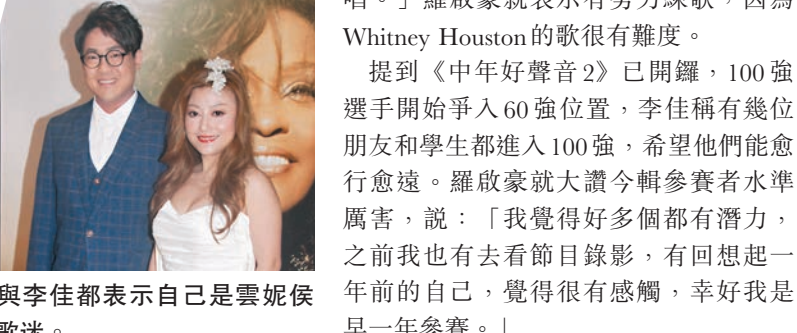 唱。」羅啟豪就表示有努力練歌，因為
Whitney Houston的歌很有難度。
提到《中年好聲音2》已開鑼，100強
選手開始爭入60強位置，李佳稱有幾位
朋友和學生都進入100強，希望他們能愈
行愈遠。羅啟豪就大讚今輯參賽者水準
厲害，説：「我覺得好多個都有潛力，
之前我也有去看節目錄影，有回想起一
年前的自己，覺得很有感觸，幸好我是
早一年參賽。」
與李佳都表示自己是雲妮侯
歌迷。